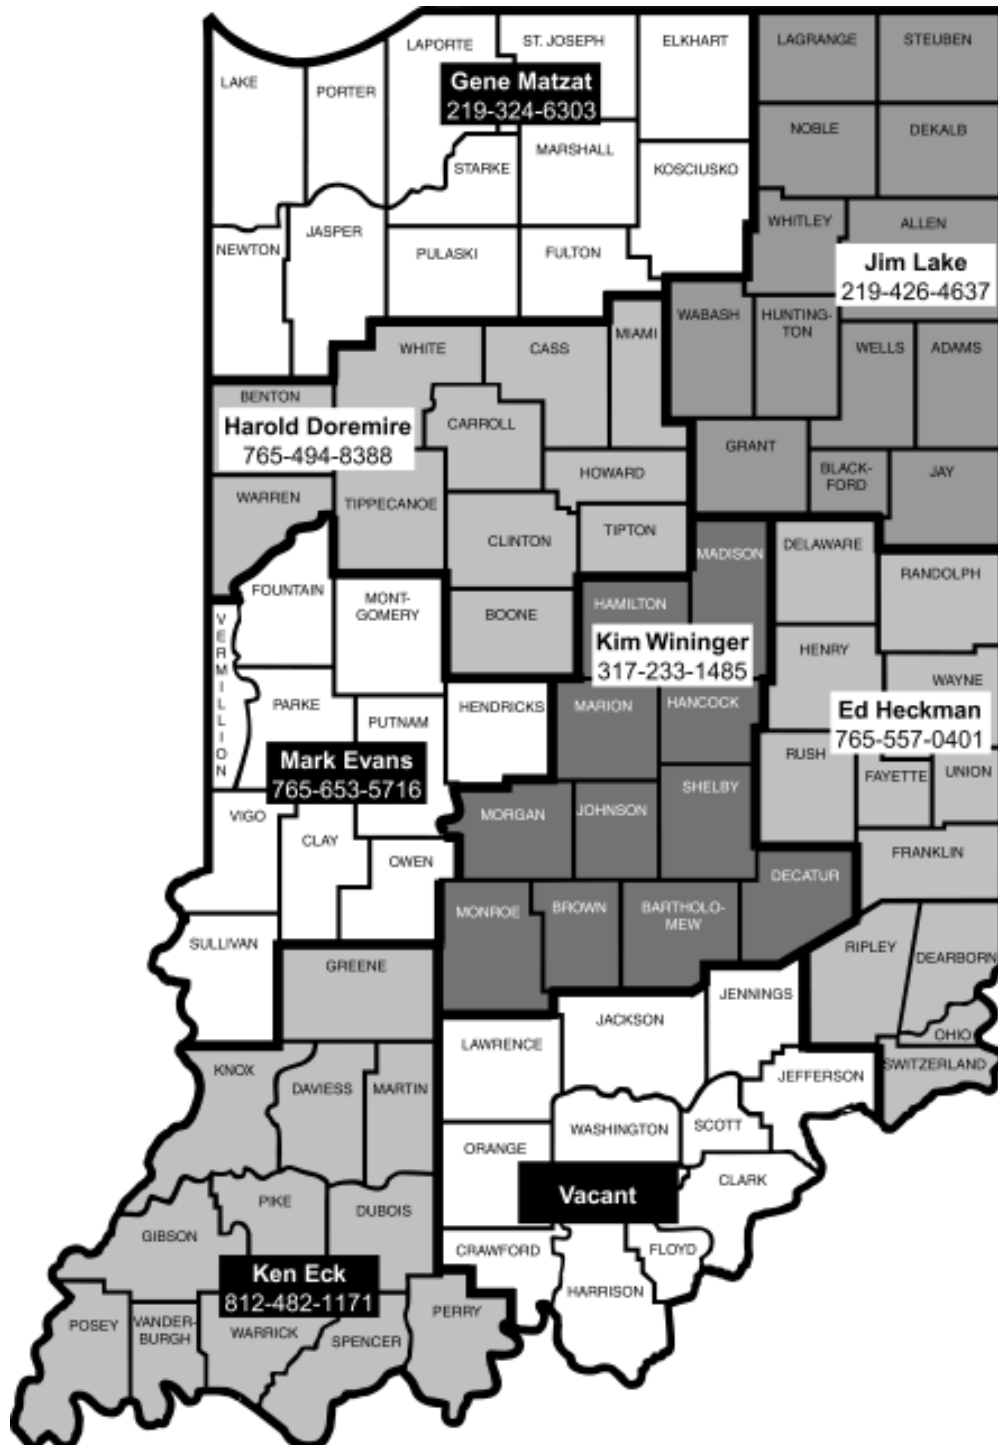 LAPORTE
ST. JOSEPH
ELKHART
LAGRANGE
STEUBEN
LAKE
PORTER
Gene Matzat
219-324-6303
NOBLE
DEKALB
MARSHALL
STARKE
KOSCIUSKO
WHITLEY
ALLEN
JASPER
NEWTON
PULASKI
FULTON
Jim Lake
219-426-4637
WABASH
HUNTING-
TON
MIAMI
WHITE
CASS
WELLS
ADAMS
BENTON
Harold Doremire
765-494-8388
CARROLL
GRANT
HOWARD
BLACK-
FORD
JAY
WARREN
TIPPECANOE
TIPTON
CLINTON
MADISON
DELAWARE
RANDOLPH
FOUNTAIN
MONT-
GOMERY
HAMILTON
BOONE
VERMILLION
Kim Wininger
317-233-1485
HENRY
WAYNE
PARKE
PUTNAM
HENDRICKS
MARION
HANCOCK
Ed Heckman
765-557-0401
Mark Evans
765-653-5716
RUSH
FAYETTE
UNION
SHELBY
VIGO
MORGAN
JOHNSON
CLAY
OWEN
FRANKLIN
DECATUR
MONROE
BROWN
BARTHOLO-
MEW
SULLIVAN
GREENE
RIPLEY
DEARBORN
JENNINGS
JACKSON
OHIO
LAWRENCE
SWITZERLAND
KNOX
DAVIESS
MARTIN
JEFFERSON
WASHINGTON
SCOTT
ORANGE
CLARK
Vacant
PIKE
DUBOIS
GIBSON
CRAWFORD
FLOYD
Ken Eck
812-482-1171
HARRISON
PERRY
POSEY
VANDER-
BURGH
WARRICK
SPENCER